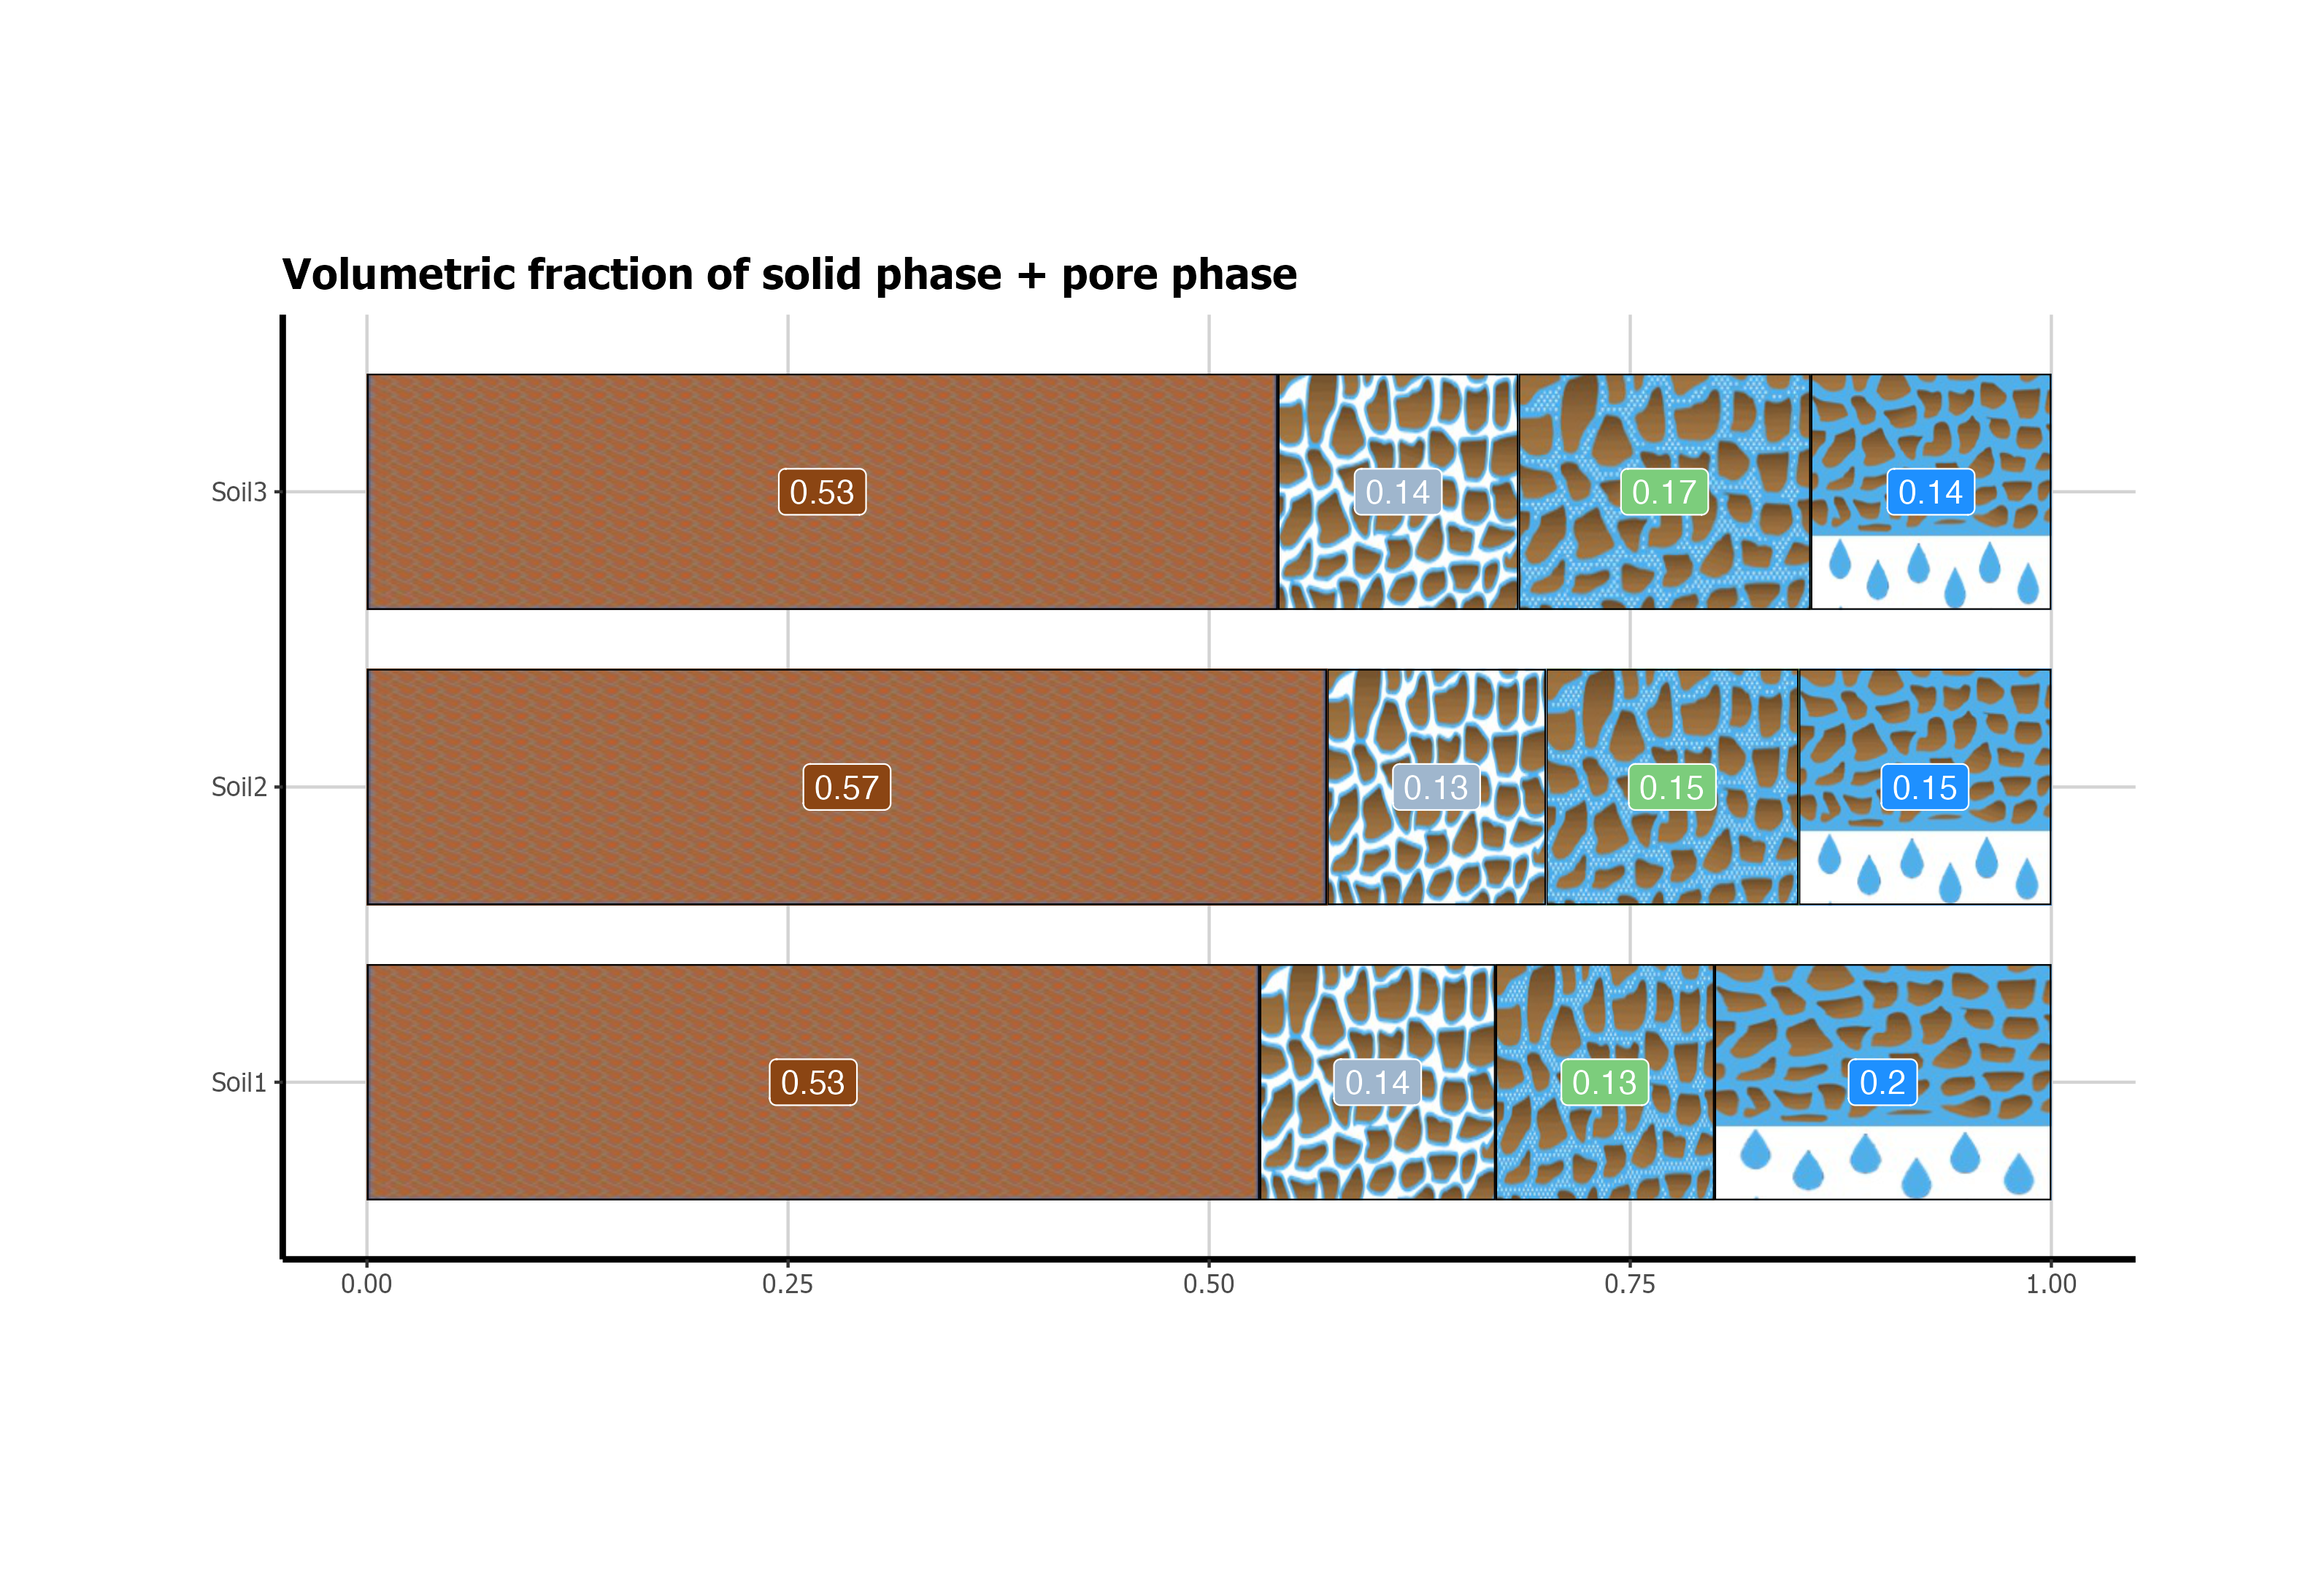 Volumetric fraction of solid phase + pore phase
Soil3 0.53 0.14 0.17 0.14
Soil2 0.57 0.13 0.15 0.15
Soil1 0.53 0.14 0.13 0.2
0.00 0.25 0.50 0.75 1.00